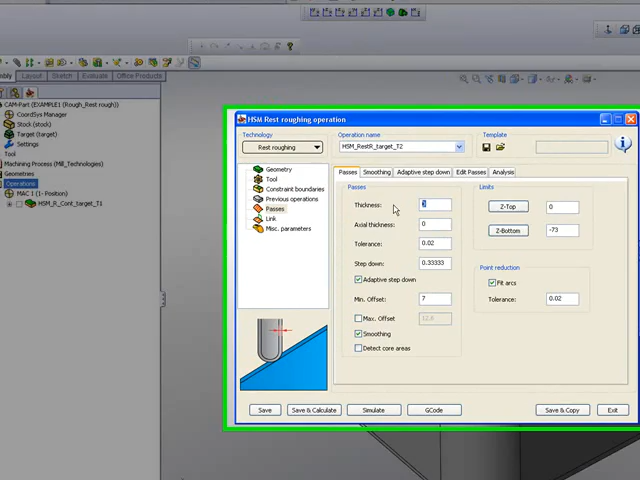 mbly
Layout
Sketch
Evaluate
Office Products
CAM-Part (EXAMPLE1 (Rough_Rest rough))
CoordSys Manager
Stock (stock)
Target (target)
Settings
Tool
Machining Process (Mill_Technologies)
Geometries
Operations
MAC 1 (1- Position)
HSM_R_Cont_target_T1
HSM Rest roughing operation
Technology
Operation name
Template
Rest roughing
HSM_RestR_target_T2
Geometry
Tool
Constraint boundaries
Previous operations
Passes
Link
Misc. parameters
Passes
Smoothing
Adaptive step down
Edit Passes
Analysis
Passes
Thickness:
Axial thickness:
0
Tolerance:
0.02
Step down:
0.33333
Adaptive step down
Min. Offset:
7
Max. Offset
12.6
Smoothing
Detect core areas
Limits
Z-Top
0
Z-Bottom
-73
Point reduction
Fit arcs
Tolerance:
0.02
Save
Save & Calculate
Simulate
GCode
Save & Copy
Exit